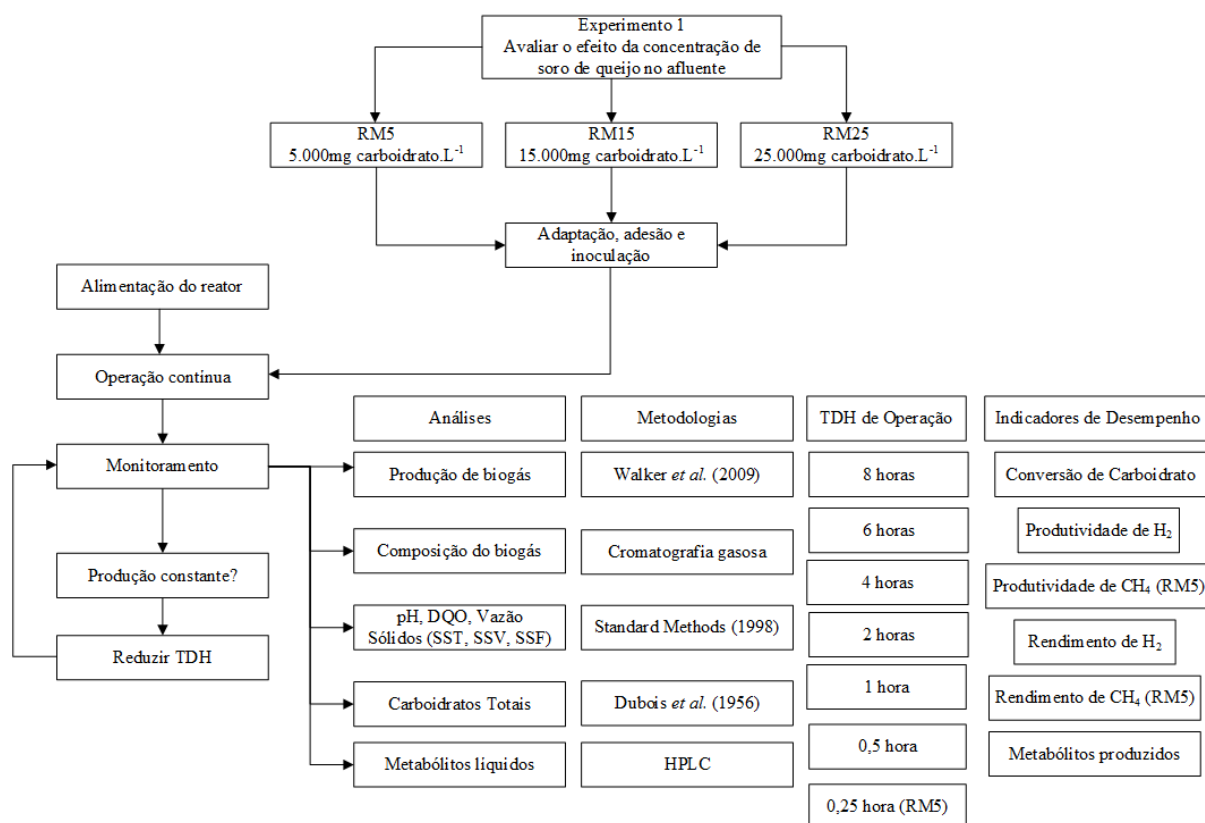 Experimento 1
Avaliar o efeito da concentração de
soro de queijo no afluente
RM5
5.000mg carboidrato.L⁻¹
RM15
15.000mg carboidrato.L⁻¹
RM25
25.000mg carboidrato.L⁻¹
Adaptação, adesão e
inoculação
Alimentação do reator
Operação contínua
Monitoramento
Produção constante?
Reduzir TDH
Análises
Produção de biogás
Composição do biogás
pH, DQO, Vazão
Sólidos (SST, SSV, SSF)
Carboidratos Totais
Metabólitos líquidos
Metodologias
Walker et al. (2009)
Cromatografia gasosa
Standard Methods (1998)
Dubois et al. (1956)
HPLC
TDH de Operação
8 horas
6 horas
4 horas
2 horas
1 hora
0,5 hora
0,25 hora (RM5)
Indicadores de Desempenho
Conversão de Carboidrato
Produtividade de H₂
Produtividade de CH₄ (RM5)
Rendimento de H₂
Rendimento de CH₄ (RM5)
Metabólitos produzidos